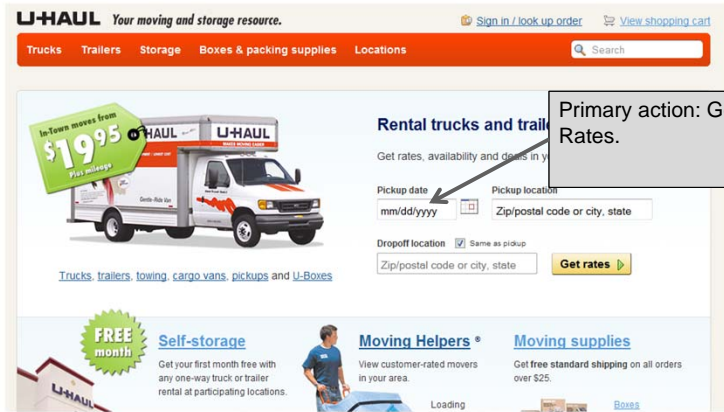 U-HAUL Your moving and storage resource.
Sign in / look up order View shopping cart
Trucks Trailers Storage Boxes & packing supplies Locations
Search
In-Town moves from
$19.95
Plus mileage
U-HAUL
U-HAUL
Gentle-Ride Van
Rental trucks and
Primary action: G
Rates.
Get rates, availability and deals in
Pickup date Pickup location
mm/dd/yyyy Zip/postal code or city, state
Dropoff location Same as pickup
Zip/postal code or city, state Get rates
Trucks, trailers, towing, cargo vans, pickups and U-Boxes
FREE
month
Self-storage
Get your first month free with
any one-way truck or trailer
rental at participating locations.
U-HAUL
Moving Helpers ®
View customer-rated movers
in your area.
Loading
Moving supplies
Get free standard shipping on all orders
over $25.
Boxes